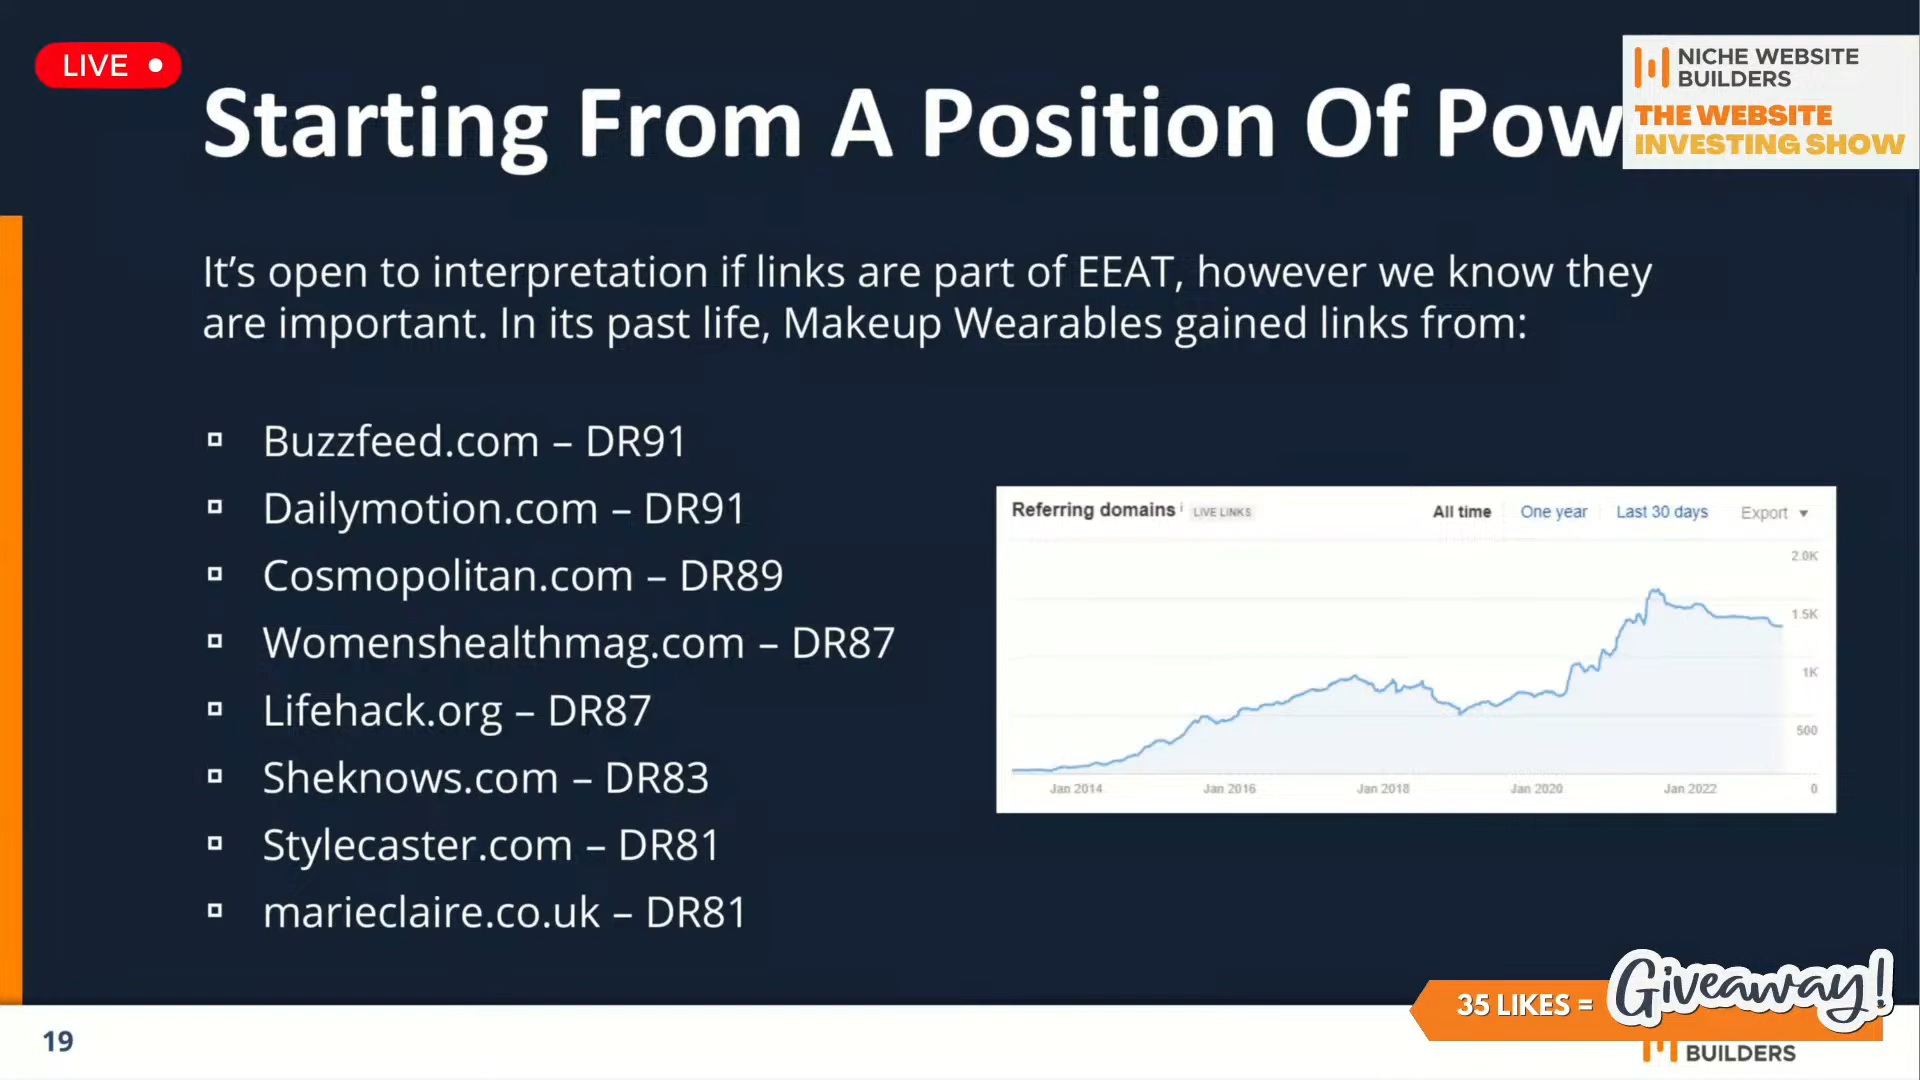 LIVE
Starting From A Position Of Pow
NICHE WEBSITE
BUILDERS
THE WEBSITE
INVESTING SHOW
It’s open to interpretation if links are part of EEAT, however we know they
are important. In its past life, Makeup Wearables gained links from:
Buzzfeed.com – DR91
Dailymotion.com – DR91
Cosmopolitan.com – DR89
Womenshealthmag.com – DR87
Lifehack.org – DR87
Sheknows.com – DR83
Stylecaster.com – DR81
marieclaire.co.uk – DR81
Referring domains i LIVE LINKS All time One year Last 30 days Export
2.0K
1.5K
1K
500
0
Jan 2014 Jan 2016 Jan 2018 Jan 2020 Jan 2022
35 LIKES = Giveaway!
19
BUILDERS